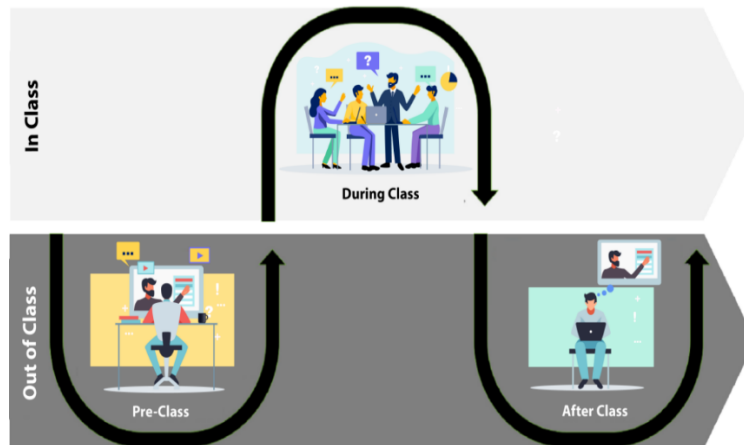 In Class
?
...
...
During Class
Out of Class
...
!
?
...
Pre-Class
!
...
After Class